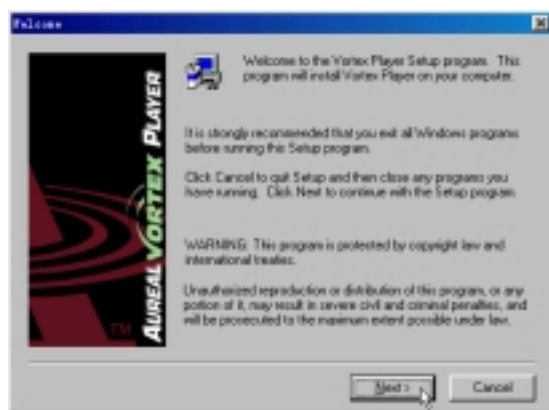 Welcome
AUREAL VORTEX PLAYER
TM
Welcome to the Vortex Player Setup program. This
program will install Vortex Player on your computer.
It is strongly recommended that you exit all Windows programs
before running this Setup program.
Click Cancel to quit Setup and then close any programs you
have running. Click Next to continue with the Setup program.
WARNING: This program is protected by copyright law and
international treaties.
Unauthorized reproduction or distribution of this program, or any
portion of it, may result in severe civil and criminal penalties, and
will be prosecuted to the maximum extent possible under law.
Next >
Cancel